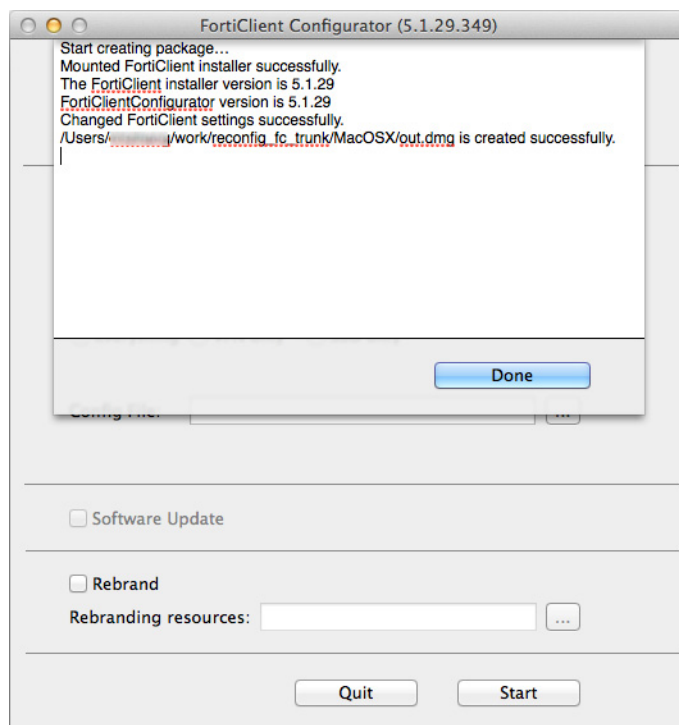 FortiClient Configurator (5.1.29.349)
Start creating package...
Mounted FortiClient installer successfully.
The FortiClient installer version is 5.1.29
FortiClientConfigurator version is 5.1.29
Changed FortiClient settings successfully.
/Users/ /work/reconfig_fc_trunk/MacOSX/out.dmg is created successfully.
Done
Config File:
...
Software Update
Rebrand
Rebranding resources:
...
Quit
Start